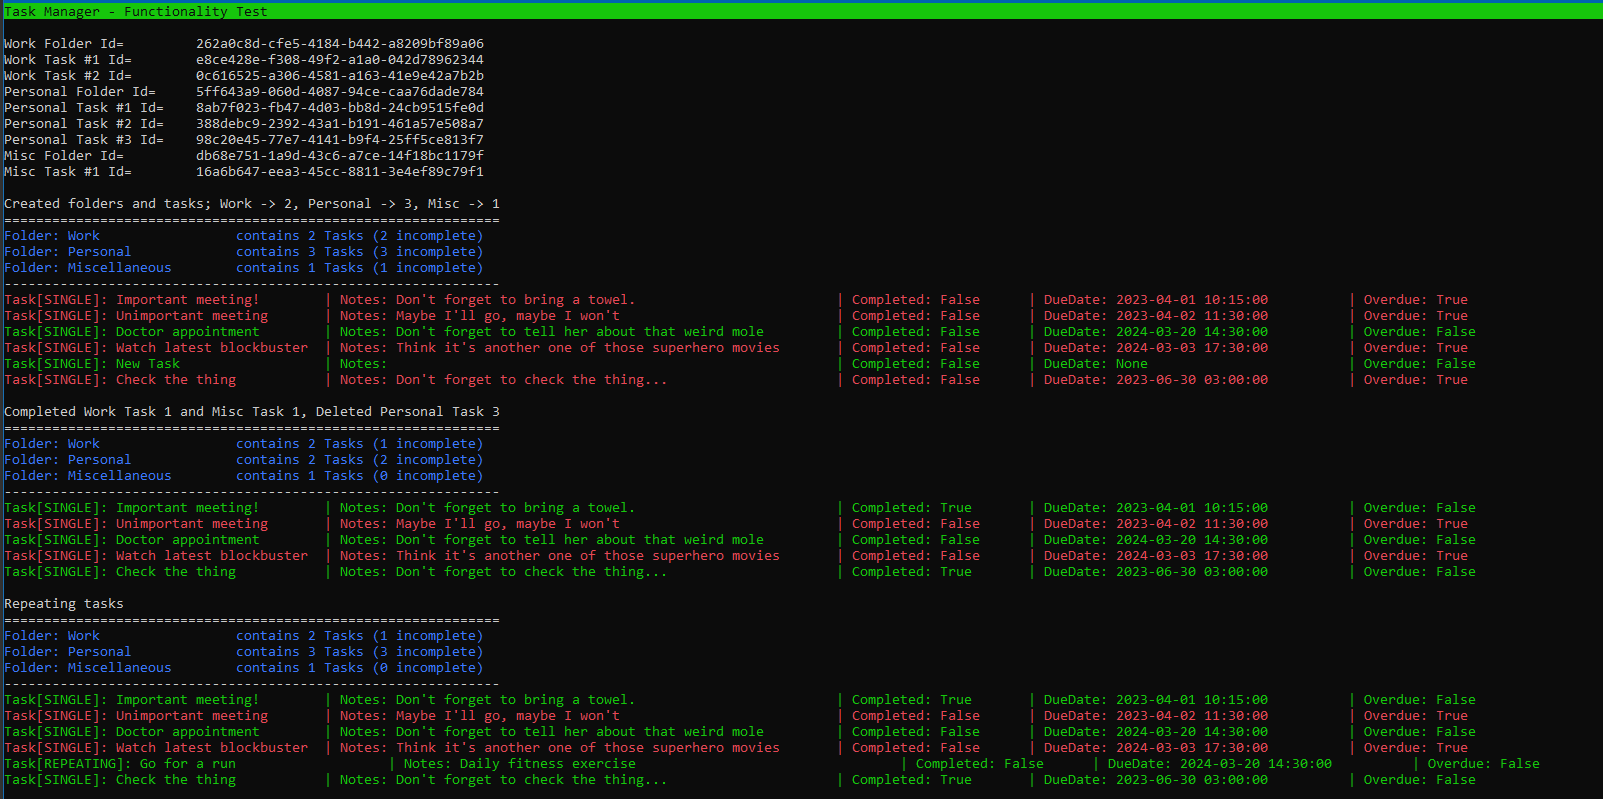 Task Manager - Functionality Test
Work Folder Id= 262a0c8d-cfe5-4184-b442-a8209bf89a06
Work Task #1 Id= e8ce428e-f308-49f2-a1a0-042d78962344
Work Task #2 Id= 0c616525-a306-4581-a163-41e9e42a7b2b
Personal Folder Id= 5ff643a9-060d-4087-94ce-caa76dade784
Personal Task #1 Id= 8ab7f023-fb47-4d03-bb8d-24cb9515fe0d
Personal Task #2 Id= 388debc9-2392-43a1-b191-461a57e508a7
Personal Task #3 Id= 98c20e45-77e7-4141-b9f4-25ff5ce813f7
Misc Folder Id= db68e751-1a9d-43c6-a7ce-14f18bc1179f
Misc Task #1 Id= 16a6b647-eea3-45cc-8811-3e4ef89c79f1
Created folders and tasks; Work -> 2, Personal -> 3, Misc -> 1
==============================================================
Folder: Work contains 2 Tasks (2 incomplete)
Folder: Personal contains 3 Tasks (3 incomplete)
Folder: Miscellaneous contains 1 Tasks (1 incomplete)
--------------------------------------------------------------
Task[SINGLE]: Important meeting! | Notes: Don't forget to bring a towel. | Completed: False | DueDate: 2023-04-01 10:15:00 | Overdue: True
Task[SINGLE]: Unimportant meeting | Notes: Maybe I'll go, maybe I won't | Completed: False | DueDate: 2023-04-02 11:30:00 | Overdue: True
Task[SINGLE]: Doctor appointment | Notes: Don't forget to tell her about that weird mole | Completed: False | DueDate: 2024-03-20 14:30:00 | Overdue: False
Task[SINGLE]: Watch latest blockbuster | Notes: Think it's another one of those superhero movies | Completed: False | DueDate: 2024-03-03 17:30:00 | Overdue: True
Task[SINGLE]: New Task | Notes: | Completed: False | DueDate: None | Overdue: False
Task[SINGLE]: Check the thing | Notes: Don't forget to check the thing... | Completed: False | DueDate: 2023-06-30 03:00:00 | Overdue: True
Completed Work Task 1 and Misc Task 1, Deleted Personal Task 3
==============================================================
Folder: Work contains 2 Tasks (1 incomplete)
Folder: Personal contains 2 Tasks (2 incomplete)
Folder: Miscellaneous contains 1 Tasks (0 incomplete)
--------------------------------------------------------------
Task[SINGLE]: Important meeting! | Notes: Don't forget to bring a towel. | Completed: True | DueDate: 2023-04-01 10:15:00 | Overdue: False
Task[SINGLE]: Unimportant meeting | Notes: Maybe I'll go, maybe I won't | Completed: False | DueDate: 2023-04-02 11:30:00 | Overdue: True
Task[SINGLE]: Doctor appointment | Notes: Don't forget to tell her about that weird mole | Completed: False | DueDate: 2024-03-20 14:30:00 | Overdue: False
Task[SINGLE]: Watch latest blockbuster | Notes: Think it's another one of those superhero movies | Completed: False | DueDate: 2024-03-03 17:30:00 | Overdue: True
Task[SINGLE]: Check the thing | Notes: Don't forget to check the thing... | Completed: True | DueDate: 2023-06-30 03:00:00 | Overdue: False
Repeating tasks
==============================================================
Folder: Work contains 2 Tasks (1 incomplete)
Folder: Personal contains 3 Tasks (3 incomplete)
Folder: Miscellaneous contains 1 Tasks (0 incomplete)
--------------------------------------------------------------
Task[SINGLE]: Important meeting! | Notes: Don't forget to bring a towel. | Completed: True | DueDate: 2023-04-01 10:15:00 | Overdue: False
Task[SINGLE]: Unimportant meeting | Notes: Maybe I'll go, maybe I won't | Completed: False | DueDate: 2023-04-02 11:30:00 | Overdue: True
Task[SINGLE]: Doctor appointment | Notes: Don't forget to tell her about that weird mole | Completed: False | DueDate: 2024-03-20 14:30:00 | Overdue: False
Task[SINGLE]: Watch latest blockbuster | Notes: Think it's another one of those superhero movies | Completed: False | DueDate: 2024-03-03 17:30:00 | Overdue: True
Task[REPEATING]: Go for a run | Notes: Daily fitness exercise | Completed: False | DueDate: 2024-03-20 14:30:00 | Overdue: False
Task[SINGLE]: Check the thing | Notes: Don't forget to check the thing... | Completed: True | DueDate: 2023-06-30 03:00:00 | Overdue: False